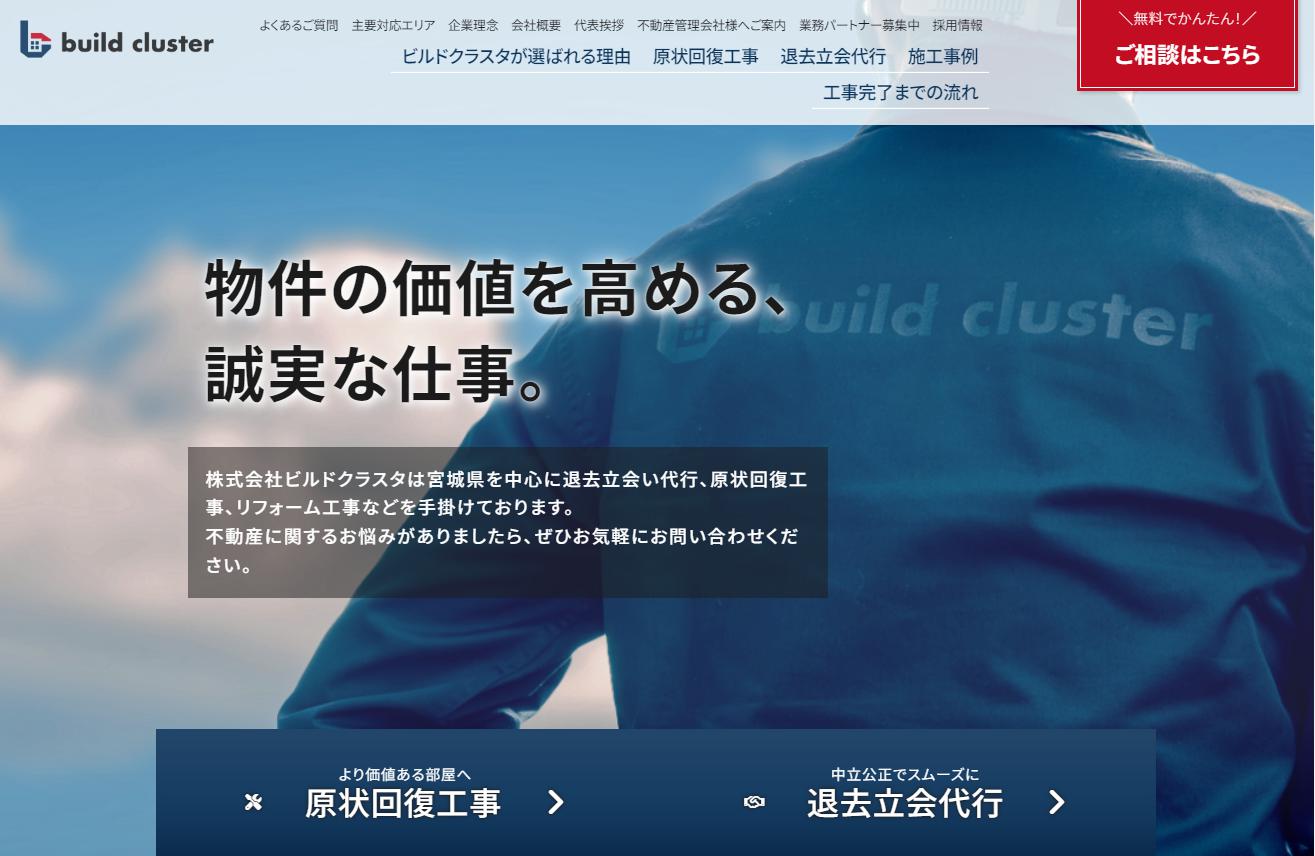 build cluster
よくあるご質問 主要対応エリア 企業理念 会社概要 代表挨拶 不動産管理会社様へご案内 業務パートナー募集中 採用情報
ビルドクラスタが選ばれる理由 原状回復工事 退去立会代行 施工事例
工事完了までの流れ
＼無料でかんたん！／
ご相談はこちら
物件の価値を高める、
誠実な仕事。
build cluster
株式会社ビルドクラスタは宮城県を中心に退去立会い代行、原状回復工
事、リフォーム工事などを手掛けております。
不動産に関するお悩みがありましたら、ぜひお気軽にお問い合わせくだ
さい。
より価値ある部屋へ
原状回復工事
中立公正でスムーズに
退去立会代行